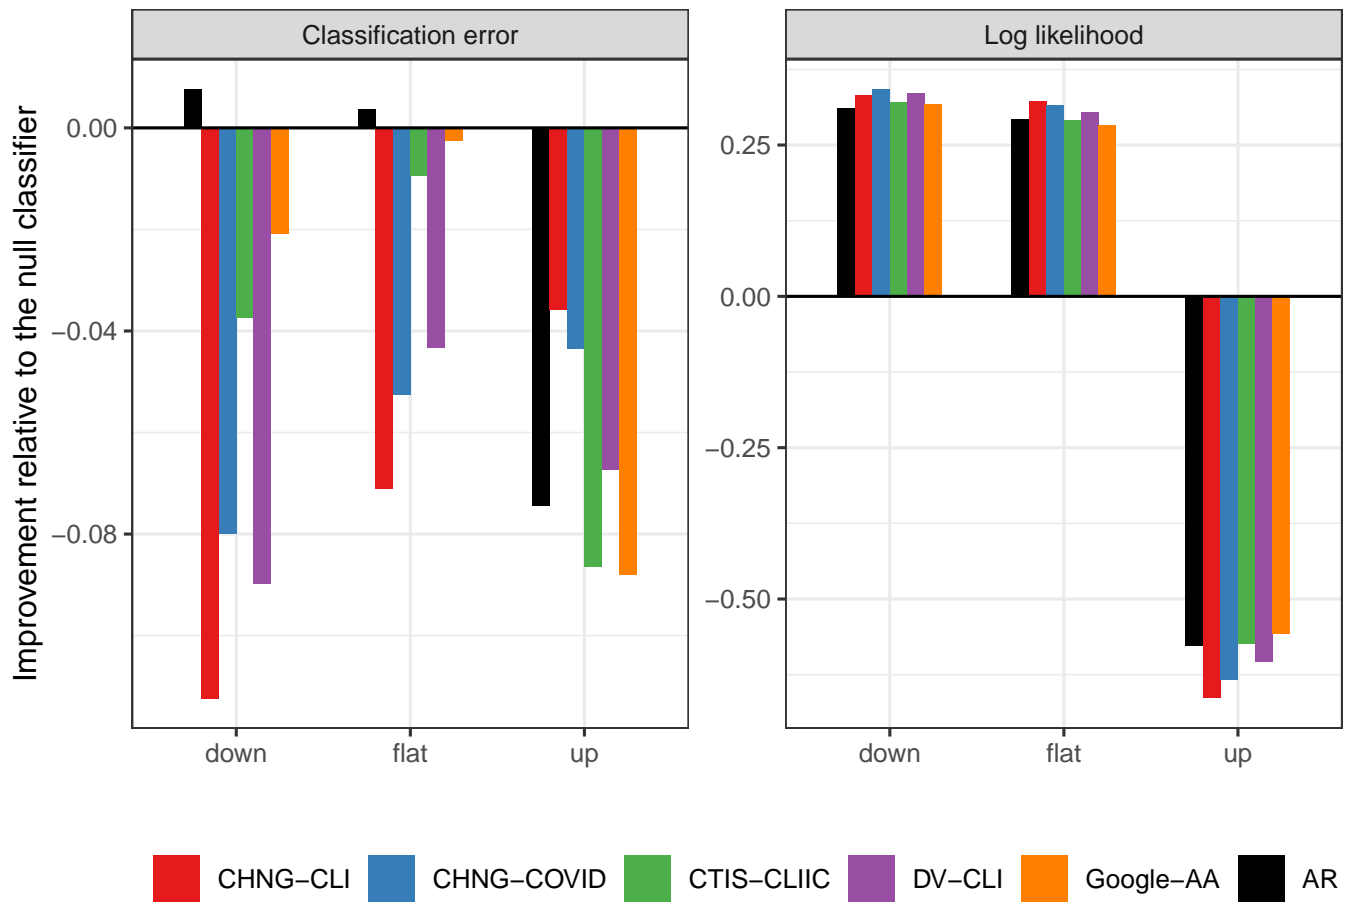 Classification error
Log likelihood
Improvement relative to the null classifier
0.00
−0.04
−0.08
0.25
0.00
−0.25
−0.50
down flat up
down flat up
CHNG−CLI CHNG−COVID CTIS−CLIIC DV−CLI Google−AA AR